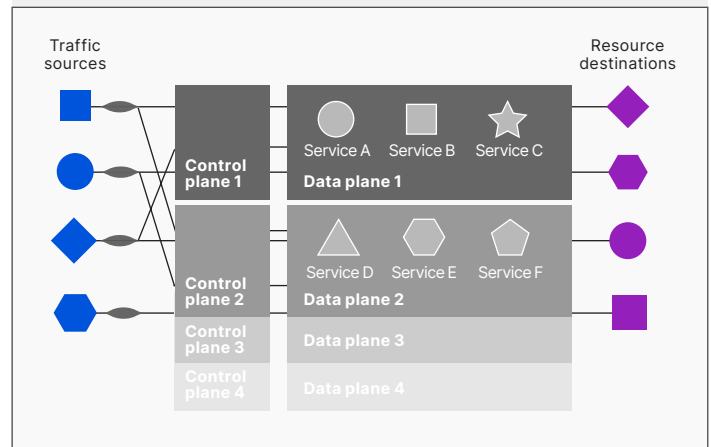 Traffic
sources
Resource
destinations
Service A
Service B
Service C
Control
plane 1
Data plane 1
Service D
Service E
Service F
Control
plane 2
Data plane 2
Control
plane 3
Data plane 3
Control
plane 4
Data plane 4